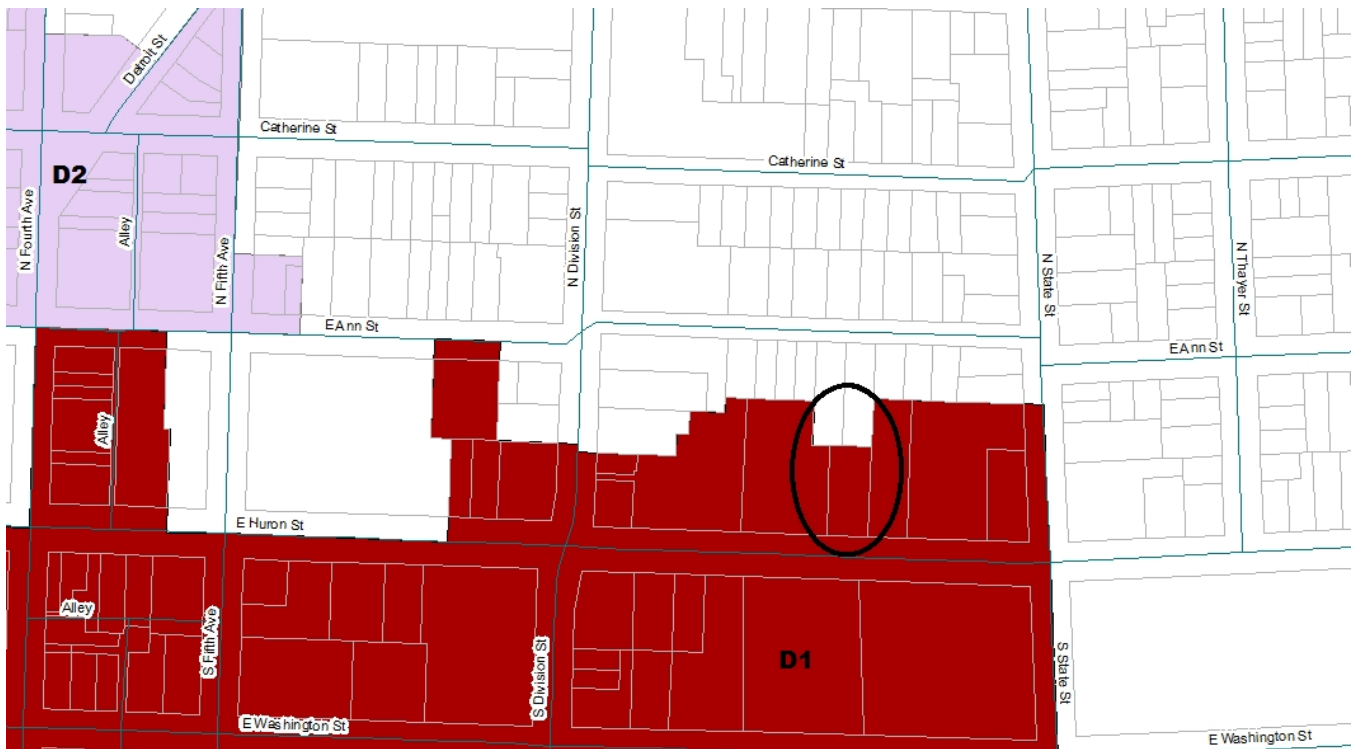 Detroit St
Catherine St
Catherine St
D2
N Fourth Ave
Alley
N Fifth Ave
N Division St
N State St
N Thayer St
E Ann St
E Ann St
Alley
E Huron St
Alley
S Fifth Ave
S Division St
D1
S State St
E Washington St
E Washington St